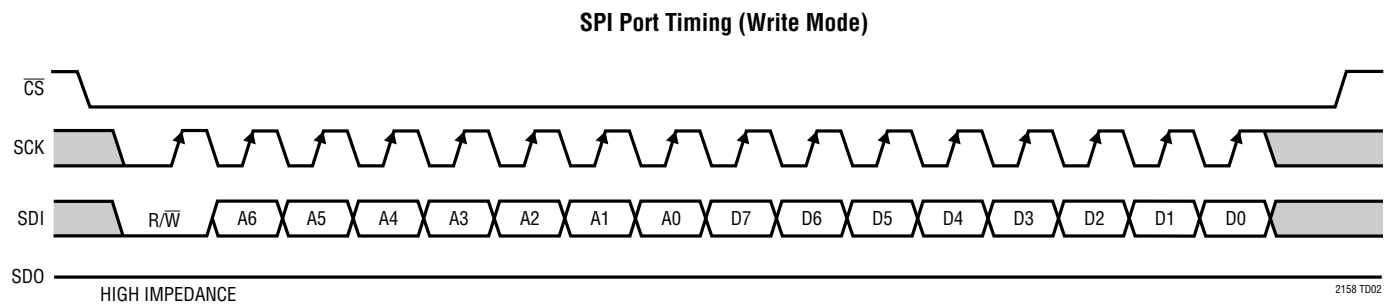 SPI Port Timing (Write Mode)
C̅S̅
SCK
SDI R/W̅ A6 A5 A4 A3 A2 A1 A0 D7 D6 D5 D4 D3 D2 D1 D0
SDO
HIGH IMPEDANCE
2158 TD02